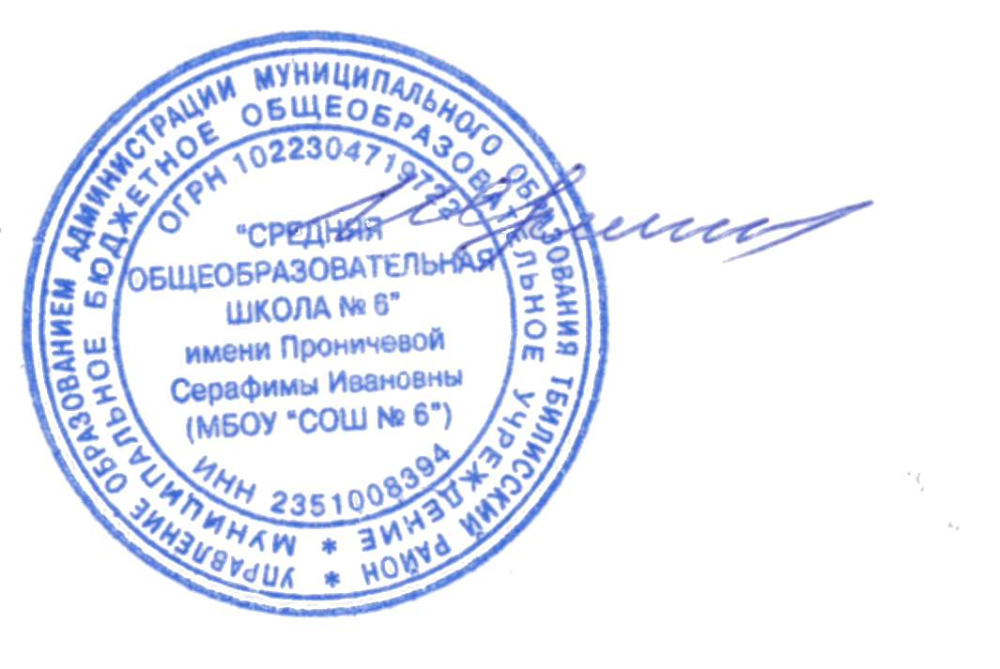 УПРАВЛЕНИЕ ОБРАЗОВАНИЕМ АДМИНИСТРАЦИИ МУНИЦИПАЛЬНОГО ОБРАЗОВАНИЯ ТБИЛИССКИЙ РАЙОН *
МУНИЦИПАЛЬНОЕ БЮДЖЕТНОЕ ОБЩЕОБРАЗОВАТЕЛЬНОЕ УЧРЕЖДЕНИЕ *
ОГРН 1022304719723
"СРЕДНЯЯ
ОБЩЕОБРАЗОВАТЕЛЬНАЯ
ШКОЛА № 6"
имени Проничевой
Серафимы Ивановны
(МБОУ "СОШ № 6")
ИНН 2351008394